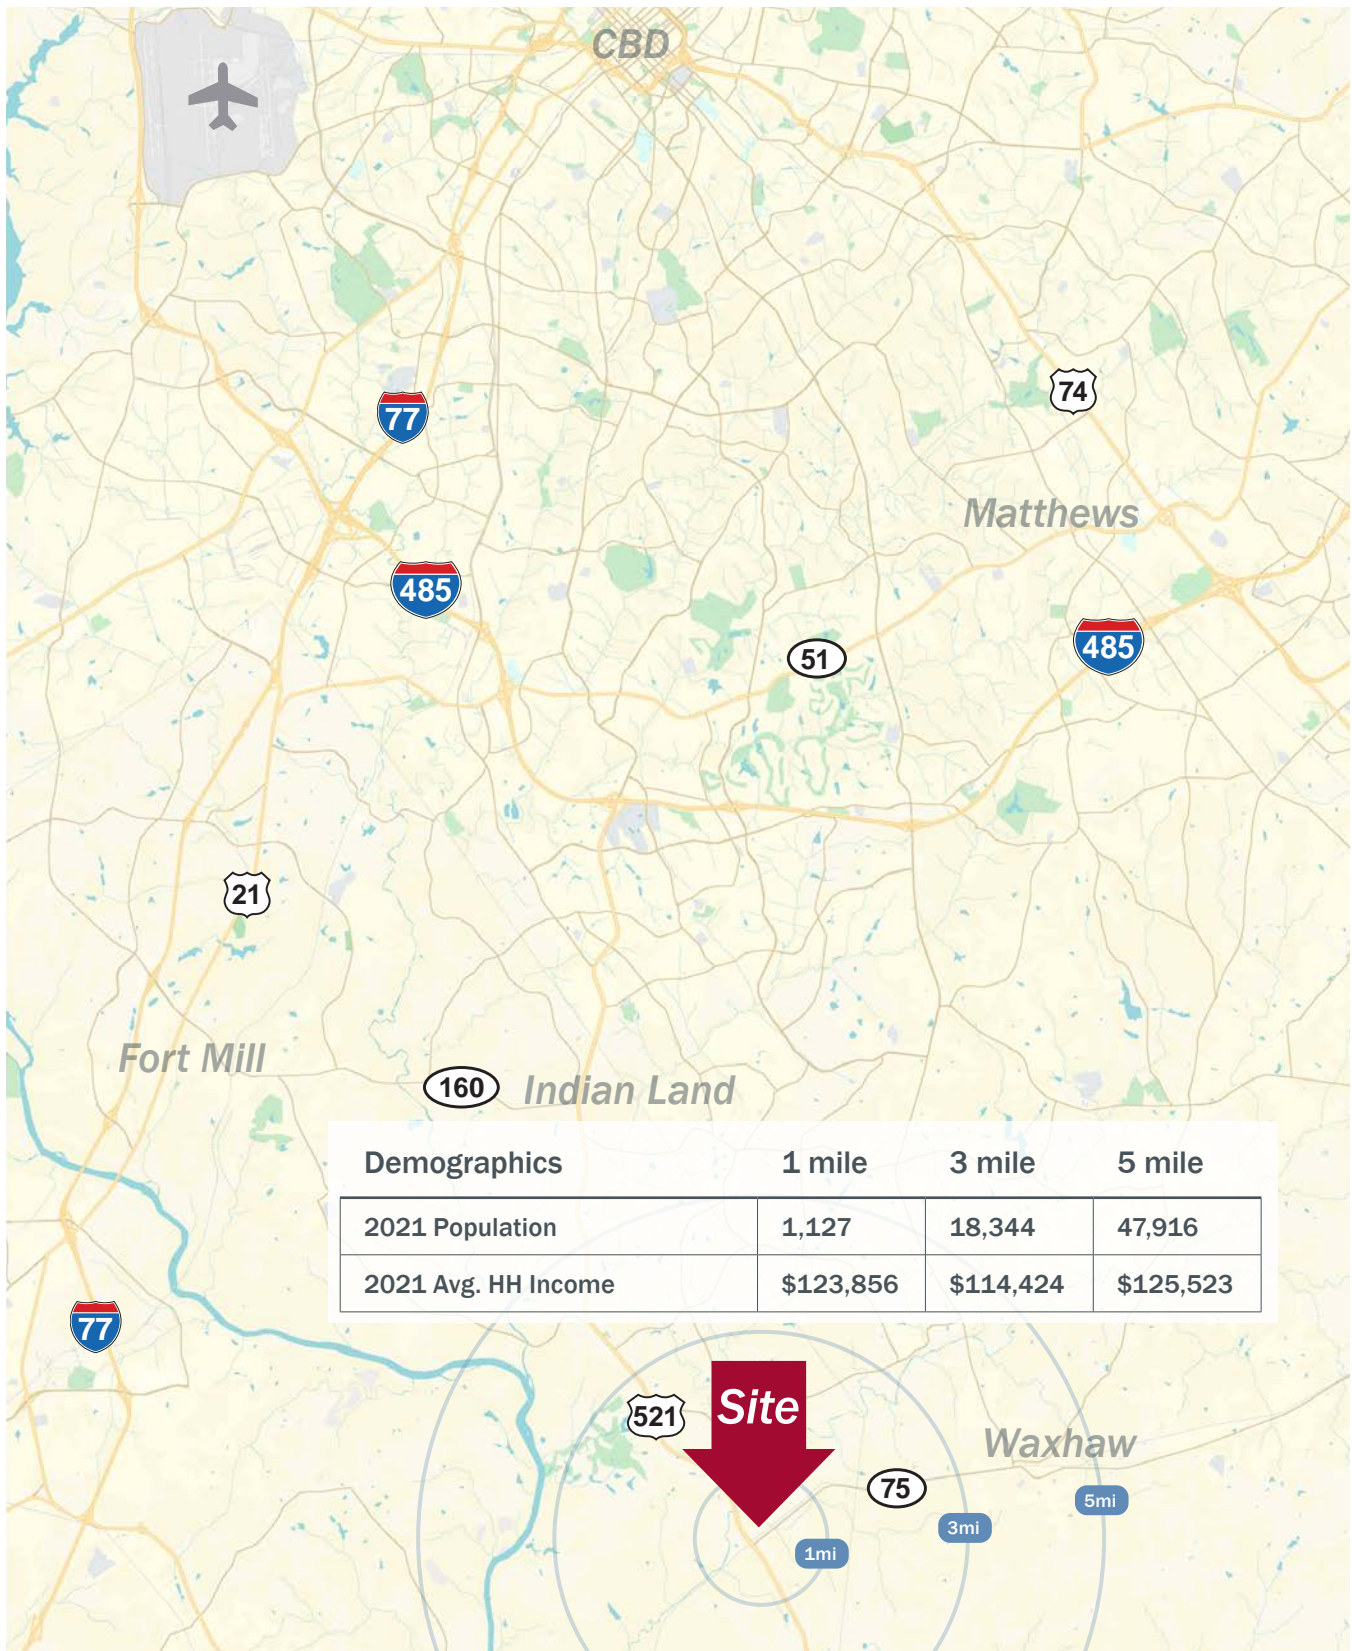 CBD
74
77
Matthews
485
51
485
21
Fort Mill
160 Indian Land
Demographics 1 mile 3 mile 5 mile
2021 Population 1,127 18,344 47,916
2021 Avg. HH Income $123,856 $114,424 $125,523
77
521
Site
Waxhaw
75
5mi
3mi
1mi